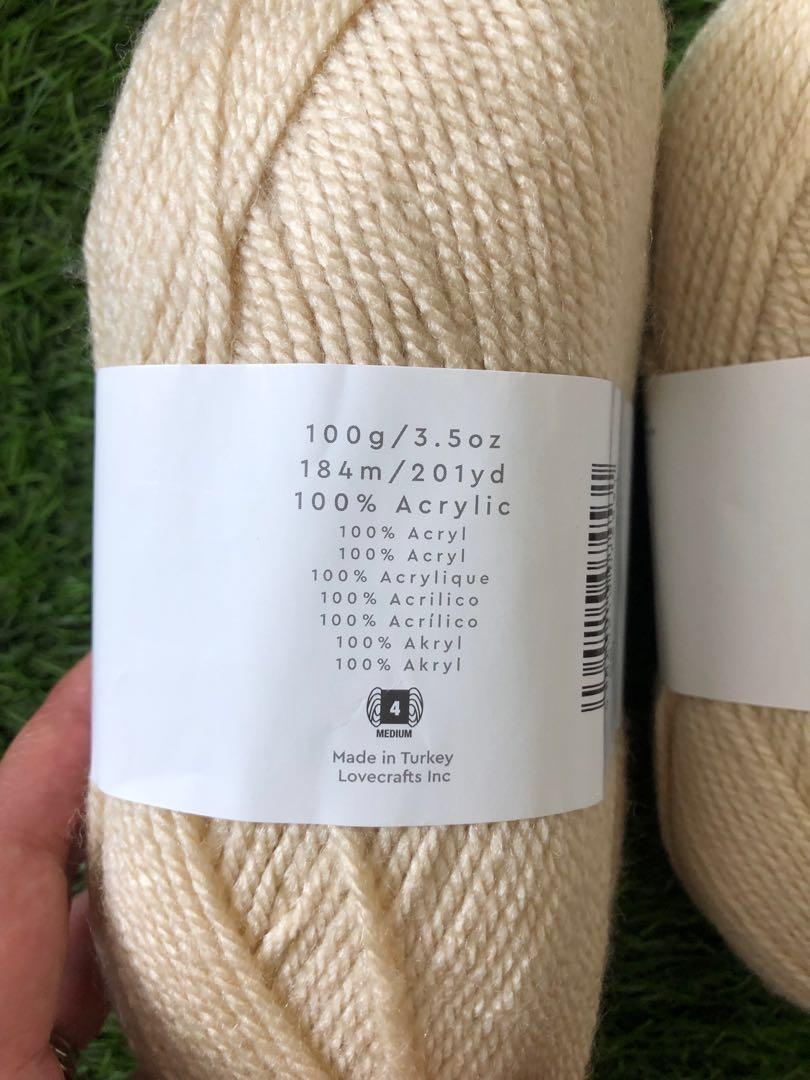 100g/3.5oz
184m/201yd
100% Acrylic
100% Acryl
100% Acryl
100% Acrylique
100% Acrilico
100% Acrílico
100% Akryl
100% Akryl
4
MEDIUM
Made in Turkey
Lovecrafts Inc